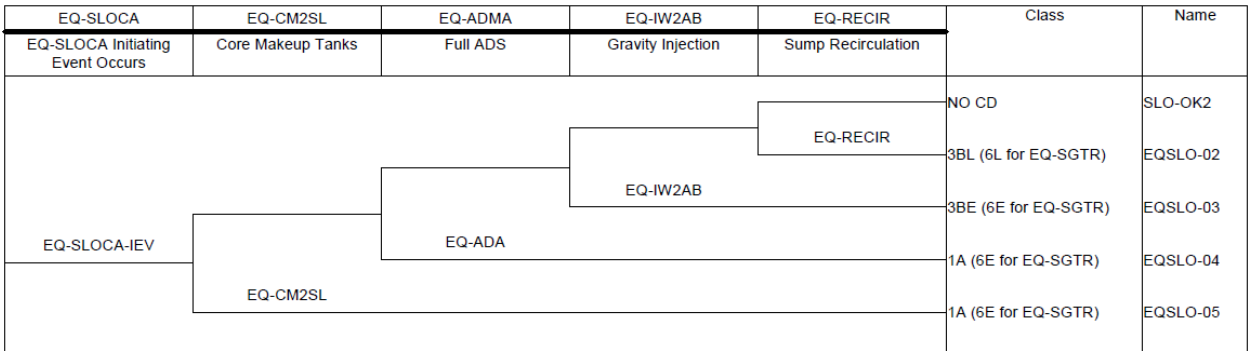 EQ-SLOCA EQ-CM2SL EQ-ADMA EQ-IW2AB EQ-RECIR Class Name
EQ-SLOCA Initiating Core Makeup Tanks Full ADS Gravity Injection Sump Recirculation
Event Occurs
NO CD SLO-OK2
EQ-RECIR
3BL (6L for EQ-SGTR) EQSLO-02
EQ-IW2AB
3BE (6E for EQ-SGTR) EQSLO-03
EQ-SLOCA-IEV EQ-ADA
1A (6E for EQ-SGTR) EQSLO-04
EQ-CM2SL
1A (6E for EQ-SGTR) EQSLO-05